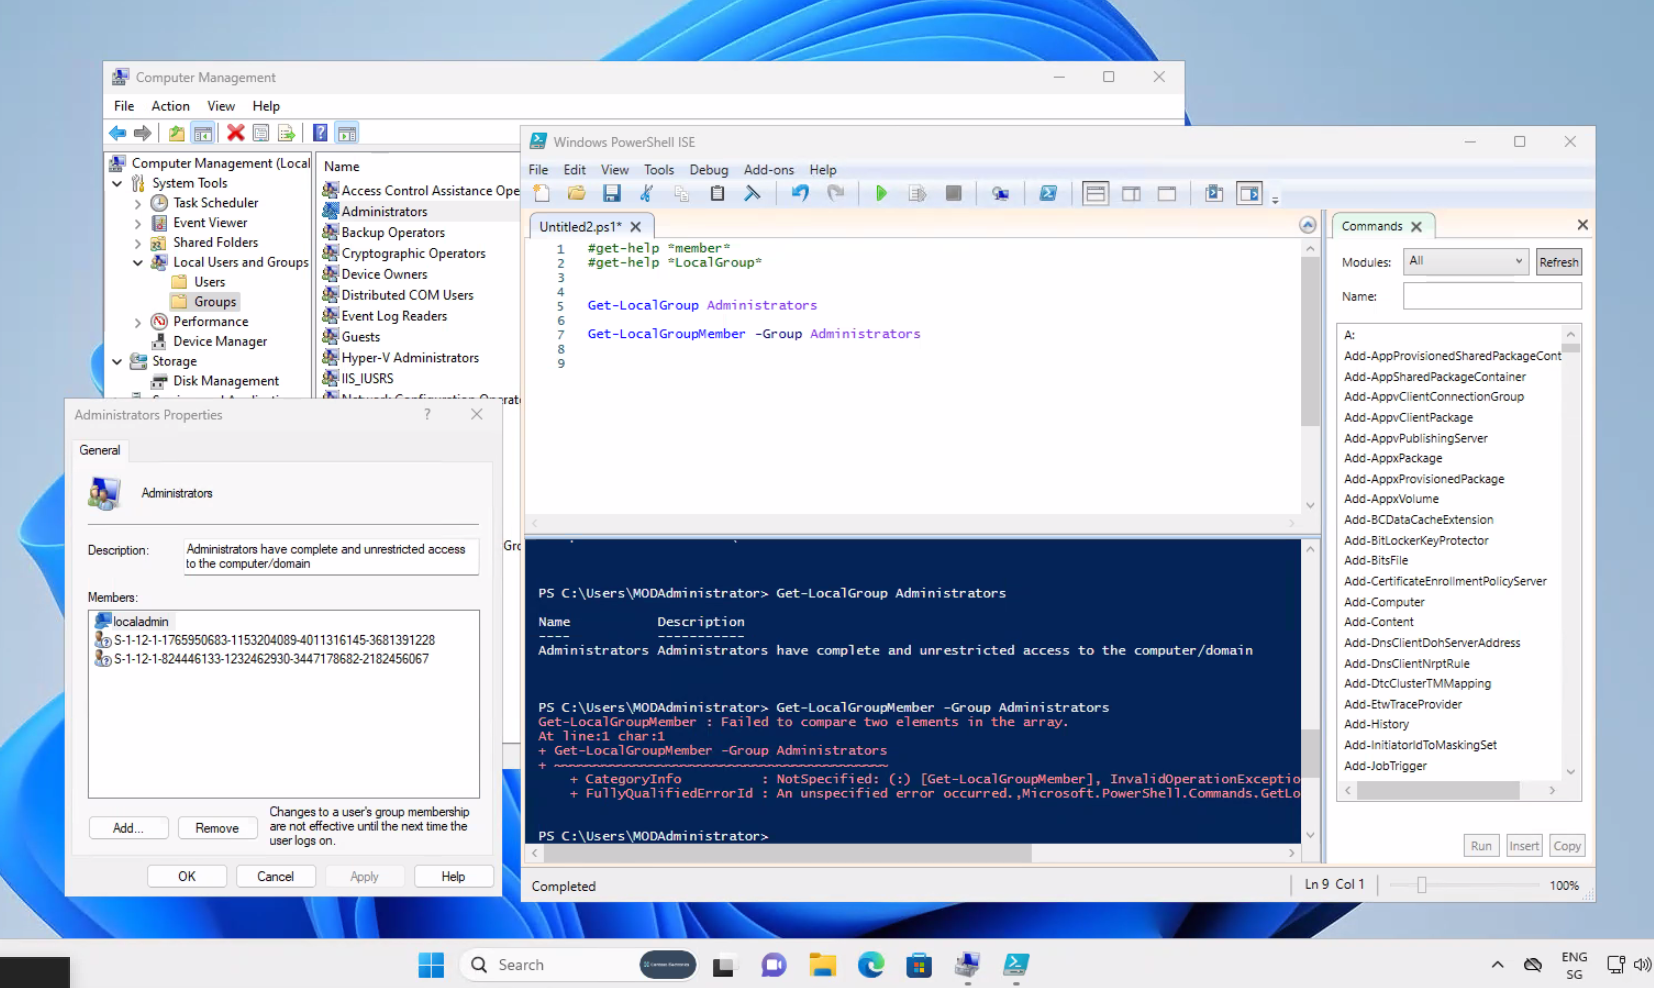 Computer Management
File Action View Help
Computer Management (Local
System Tools
Task Scheduler
Event Viewer
Shared Folders
Local Users and Groups
Users
Groups
Performance
Device Manager
Storage
Disk Management
Name
Access Control Assistance Ope
Administrators
Backup Operators
Cryptographic Operators
Device Owners
Distributed COM Users
Event Log Readers
Guests
Hyper-V Administrators
IIS_IUSRS
Administrators Properties
General
Administrators
Description:
Administrators have complete and unrestricted access
to the computer/domain
Members:
localadmin
S-1-12-1-1765950683-1153204089-4011316145-3681391228
S-1-12-1-824446133-1232462930-3447178682-2182456067
Add... Remove
Changes to a user's group membership
are not effective until the next time the
user logs on.
OK Cancel Apply Help
Windows PowerShell ISE
File Edit View Tools Debug Add-ons Help
Untitled2.ps1*
1 #get-help *member*
2 #get-help *LocalGroup*
3
4
5 Get-LocalGroup Administrators
6
7 Get-LocalGroupMember -Group Administrators
8
9
PS C:\Users\MODAdministrator> Get-LocalGroup Administrators
Name Description
---- -----------
Administrators Administrators have complete and unrestricted access to the computer/domain
PS C:\Users\MODAdministrator> Get-LocalGroupMember -Group Administrators
Get-LocalGroupMember : Failed to compare two elements in the array.
At line:1 char:1
+ Get-LocalGroupMember -Group Administrators
+ ~~~~~~~~~~~~~~~~~~~~~~~~~~~~~~~~~~~~~~~~~~
+ CategoryInfo : NotSpecified: (:) [Get-LocalGroupMember], InvalidOperationExceptio
+ FullyQualifiedErrorId : An unspecified error occurred.,Microsoft.PowerShell.Commands.GetLo
PS C:\Users\MODAdministrator>
Completed
Ln 9 Col 1
100%
Commands
Modules: All Refresh
Name:
A:
Add-AppProvisionedSharedPackageCont
Add-AppSharedPackageContainer
Add-AppvClientConnectionGroup
Add-AppvClientPackage
Add-AppvPublishingServer
Add-AppxPackage
Add-AppxProvisionedPackage
Add-AppxVolume
Add-BCDataCacheExtension
Add-BitLockerKeyProtector
Add-BitsFile
Add-CertificateEnrollmentPolicyServer
Add-Computer
Add-Content
Add-DnsClientDohServerAddress
Add-DnsClientNrptRule
Add-DtcClusterTMMapping
Add-EtwTraceProvider
Add-History
Add-InitiatorIdToMaskingSet
Add-JobTrigger
Run Insert Copy
Search
ENG
SG